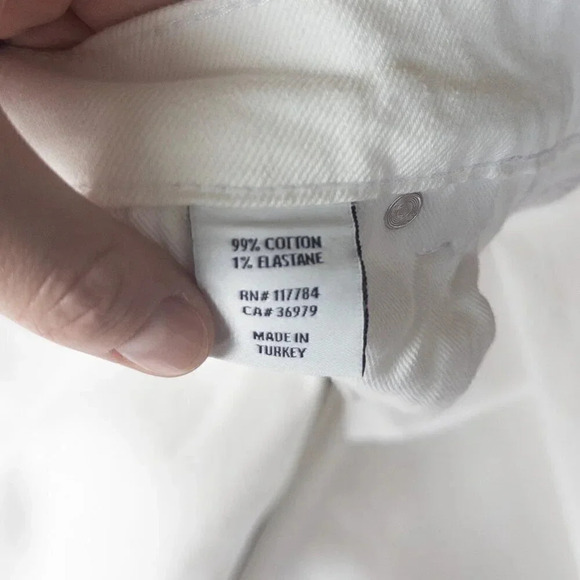 99% COTTON
1% ELASTANE
RN# 117784
CA# 36979
MADE IN
TURKEY